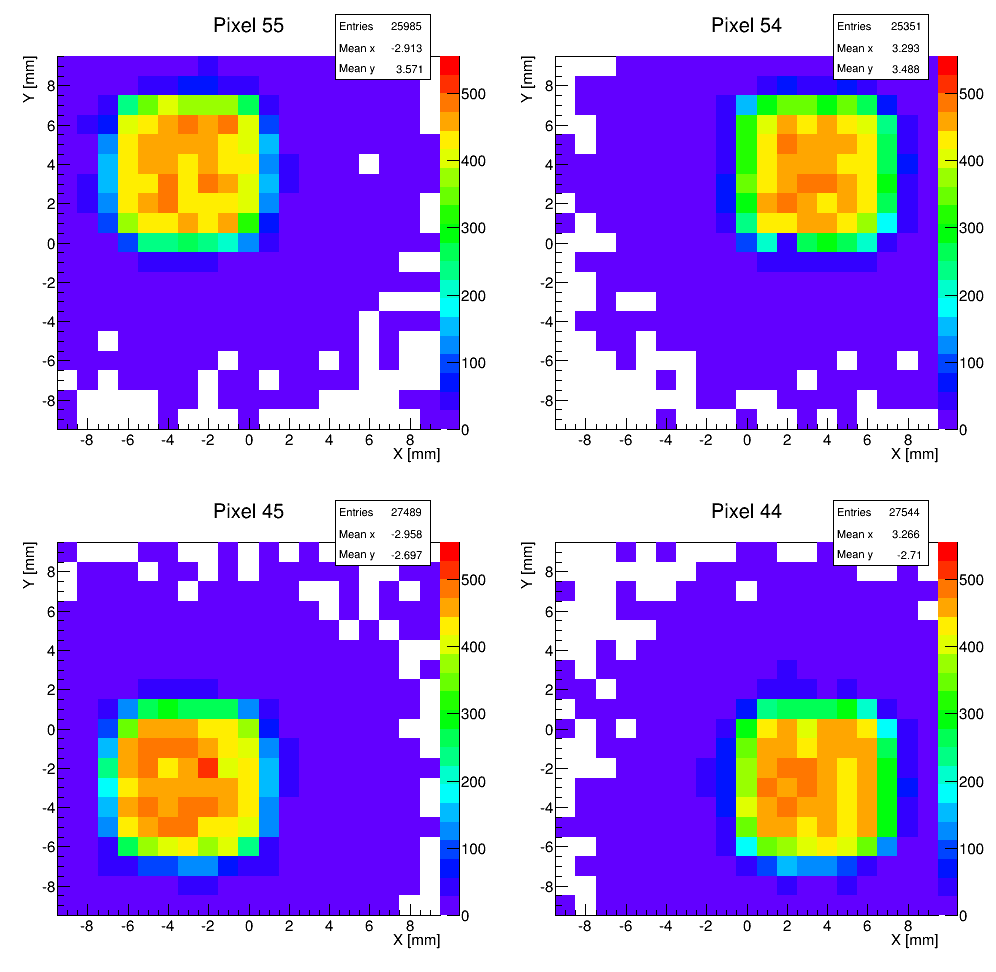 Pixel 55
Entries 25985
Mean x -2.913
Mean y 3.571
Y [mm]
8
6
4
2
0
-2
-4
-6
-8
-8 -6 -4 -2 0 2 4 6 8
X [mm]
500
400
300
200
100
0
Pixel 54
Entries 25351
Mean x 3.293
Mean y 3.488
Y [mm]
8
6
4
2
0
-2
-4
-6
-8
-8 -6 -4 -2 0 2 4 6 8
X [mm]
500
400
300
200
100
0
Pixel 45
Entries 27489
Mean x -2.958
Mean y -2.697
Y [mm]
8
6
4
2
0
-2
-4
-6
-8
-8 -6 -4 -2 0 2 4 6 8
X [mm]
500
400
300
200
100
0
Pixel 44
Entries 27544
Mean x 3.266
Mean y -2.71
Y [mm]
8
6
4
2
0
-2
-4
-6
-8
-8 -6 -4 -2 0 2 4 6 8
X [mm]
500
400
300
200
100
0